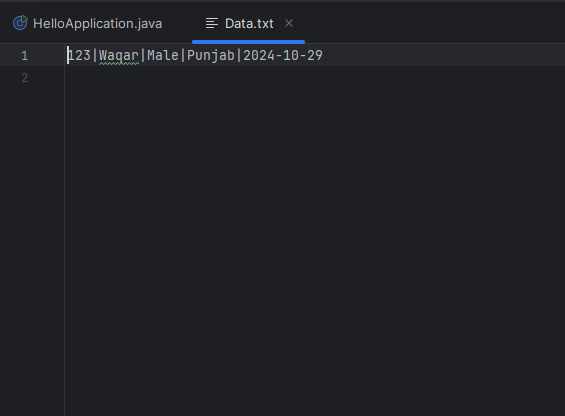 HelloApplication.java Data.txt
1 123|Waqar|Male|Punjab|2024-10-29
2